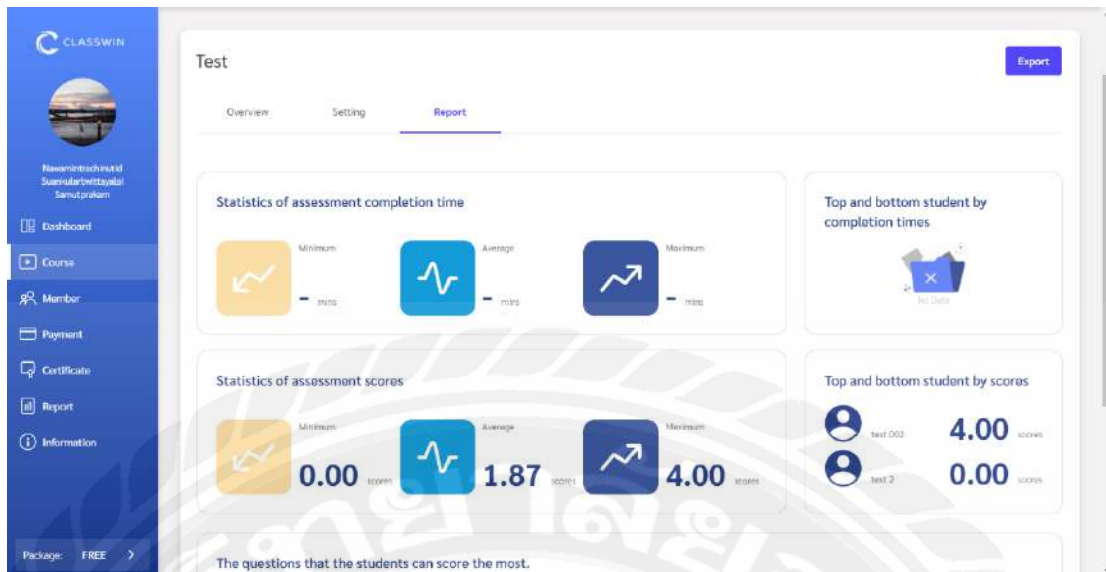 CLASSWIN
Nawamintrachinutid
Suankularbwittayalai
Samutprakarn
Dashboard
Course
Member
Payment
Certificate
Report
Information
Package: FREE
Test
Export
Overview
Setting
Report
Statistics of assessment completion time
Minimum
- mins
Average
- mins
Maximum
- mins
Top and bottom student by
completion times
No Data
Statistics of assessment scores
Minimum
0.00 scores
Average
1.87 scores
Maximum
4.00 scores
Top and bottom student by scores
test 002 4.00 scores
test 2 0.00 scores
The questions that the students can score the most.